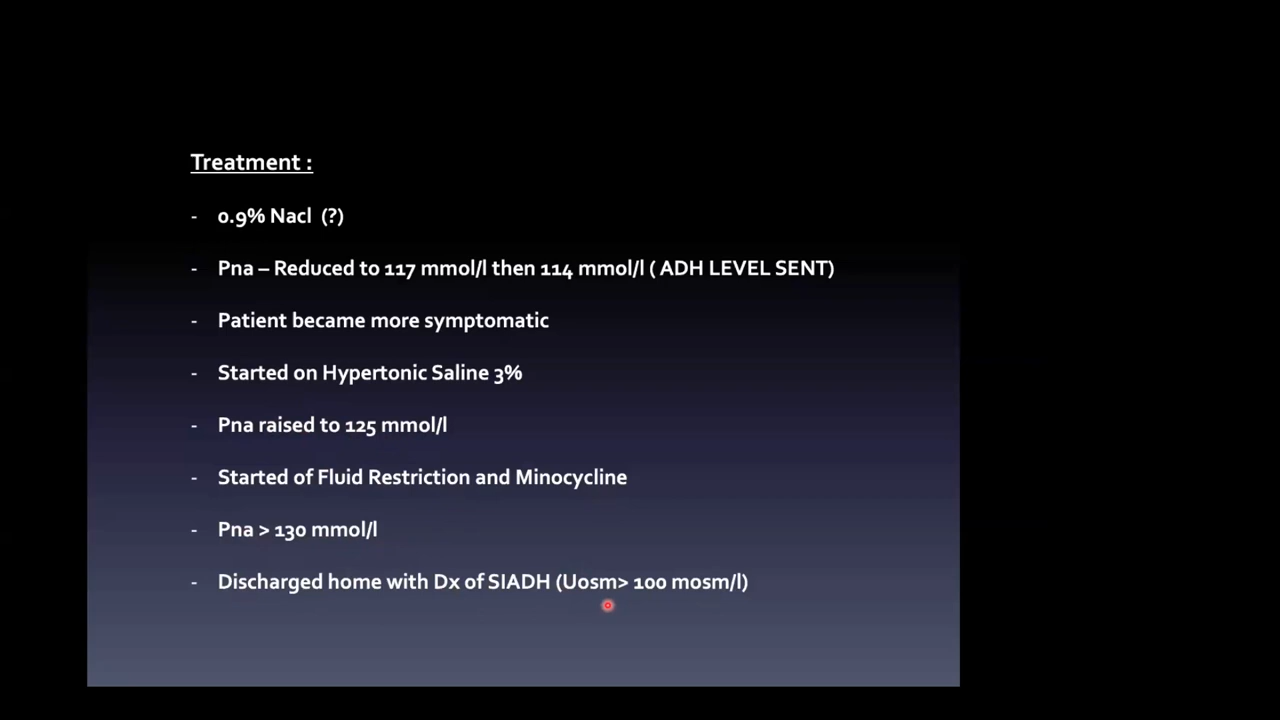 Treatment :
- 0.9% Nacl (?)
- Pna – Reduced to 117 mmol/l then 114 mmol/l ( ADH LEVEL SENT)
- Patient became more symptomatic
- Started on Hypertonic Saline 3%
- Pna raised to 125 mmol/l
- Started of Fluid Restriction and Minocycline
- Pna > 130 mmol/l
- Discharged home with Dx of SIADH (Uosm> 100 mosm/l)